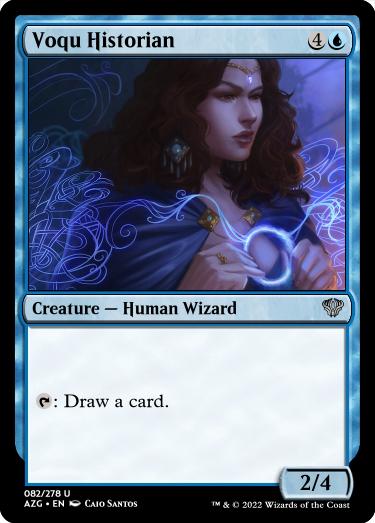 Voqu Historian 4
Creature — Human Wizard
: Draw a card.
2/4
082/278 U
AZG • EN Caio Santos
™ & © 2022 Wizards of the Coast